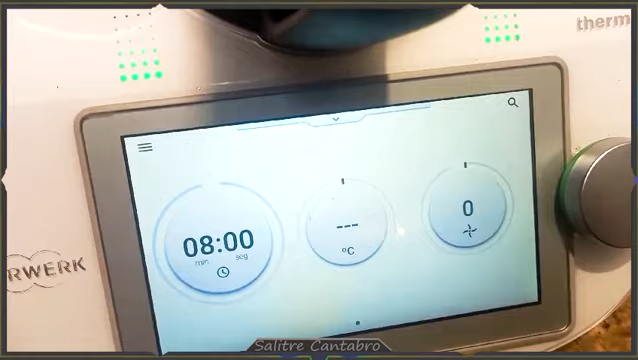 therm
08:00
min seg
---
°C
0
RWERK
Salitre Cantabro